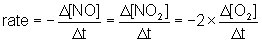 rate = −Δ[NO]/Δt = Δ[NO₂]/Δt = −2×Δ[O₂]/Δt